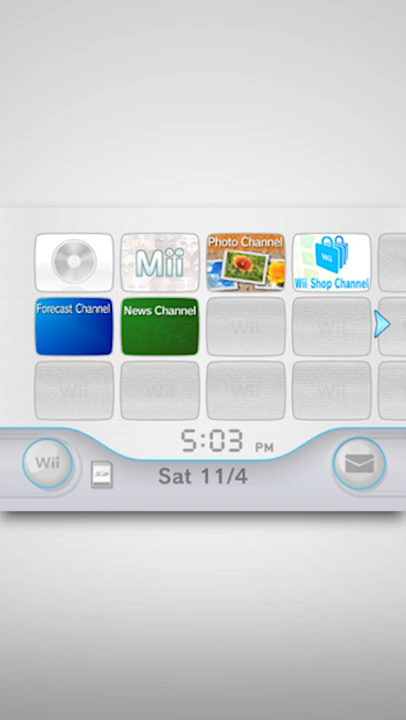 Mii
Photo Channel
Wii
Wii Shop Channel
Forecast Channel
News Channel
Wii
Wii
Wii
Wii
Wii
Wii
5:03 PM
Wii
SD
Sat 11/4